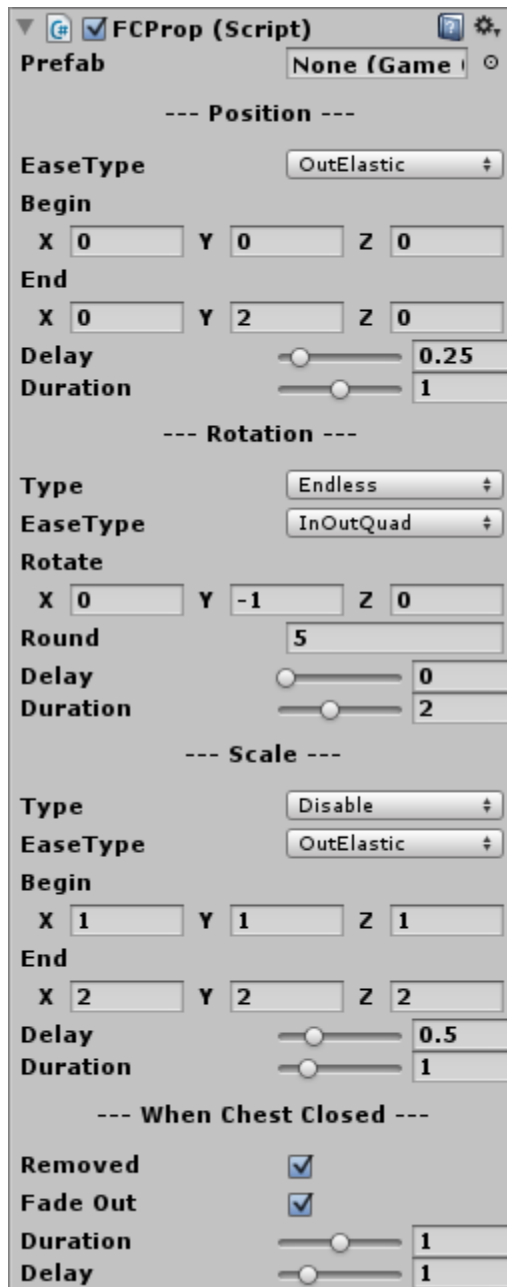 FCProp (Script)
Prefab None (Game
--- Position ---
EaseType OutElastic
Begin
X 0 Y 0 Z 0
End
X 0 Y 2 Z 0
Delay 0.25
Duration 1
--- Rotation ---
Type Endless
EaseType InOutQuad
Rotate
X 0 Y -1 Z 0
Round 5
Delay 0
Duration 2
--- Scale ---
Type Disable
EaseType OutElastic
Begin
X 1 Y 1 Z 1
End
X 2 Y 2 Z 2
Delay 0.5
Duration 1
--- When Chest Closed ---
Removed
Fade Out
Duration 1
Delay 1